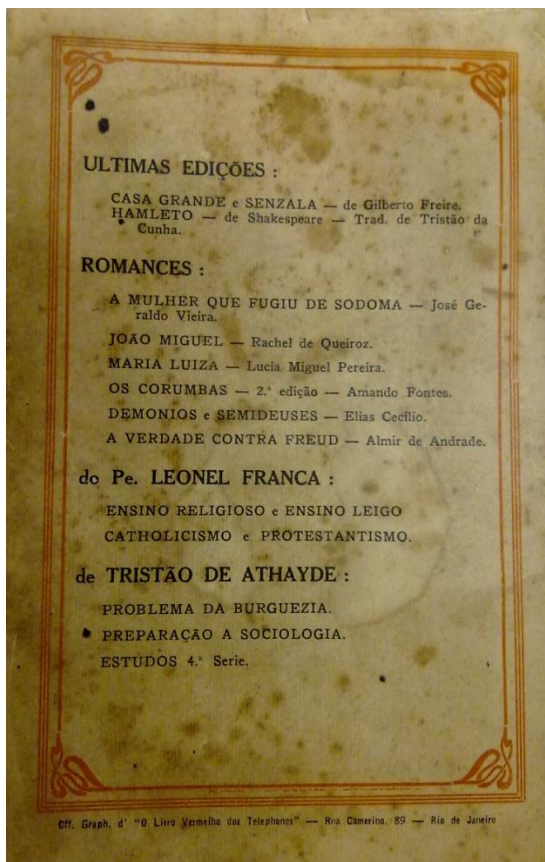 ULTIMAS EDIÇÕES :
CASA GRANDE e SENZALA — de Gilberto Freire.
HAMLETO — de Shakespeare — Trad. de Tristão da
Cunha.
ROMANCES :
A MULHER QUE FUGIU DE SODOMA — José Ge-
raldo Vieira.
JOÃO MIGUEL — Rachel de Queiroz.
MARIA LUIZA — Lucia Miguel Pereira.
OS CORUMBAS — 2.ª edição — Amando Fontes.
DEMONIOS e SEMIDEUSES — Elias Cecílio.
A VERDADE CONTRA FREUD — Almir de Andrade.
do Pe. LEONEL FRANCA :
ENSINO RELIGIOSO e ENSINO LEIGO
CATHOLICISMO e PROTESTANTISMO.
de TRISTÃO DE ATHAYDE :
PROBLEMA DA BURGUEZIA.
PREPARAÇÃO A SOCIOLOGIA.
ESTUDOS 4.ª Serie.
Off. Graph. d' "O Livro Vermelho dos Telephones" — Rua Camerino, 89 — Rio de Janeiro